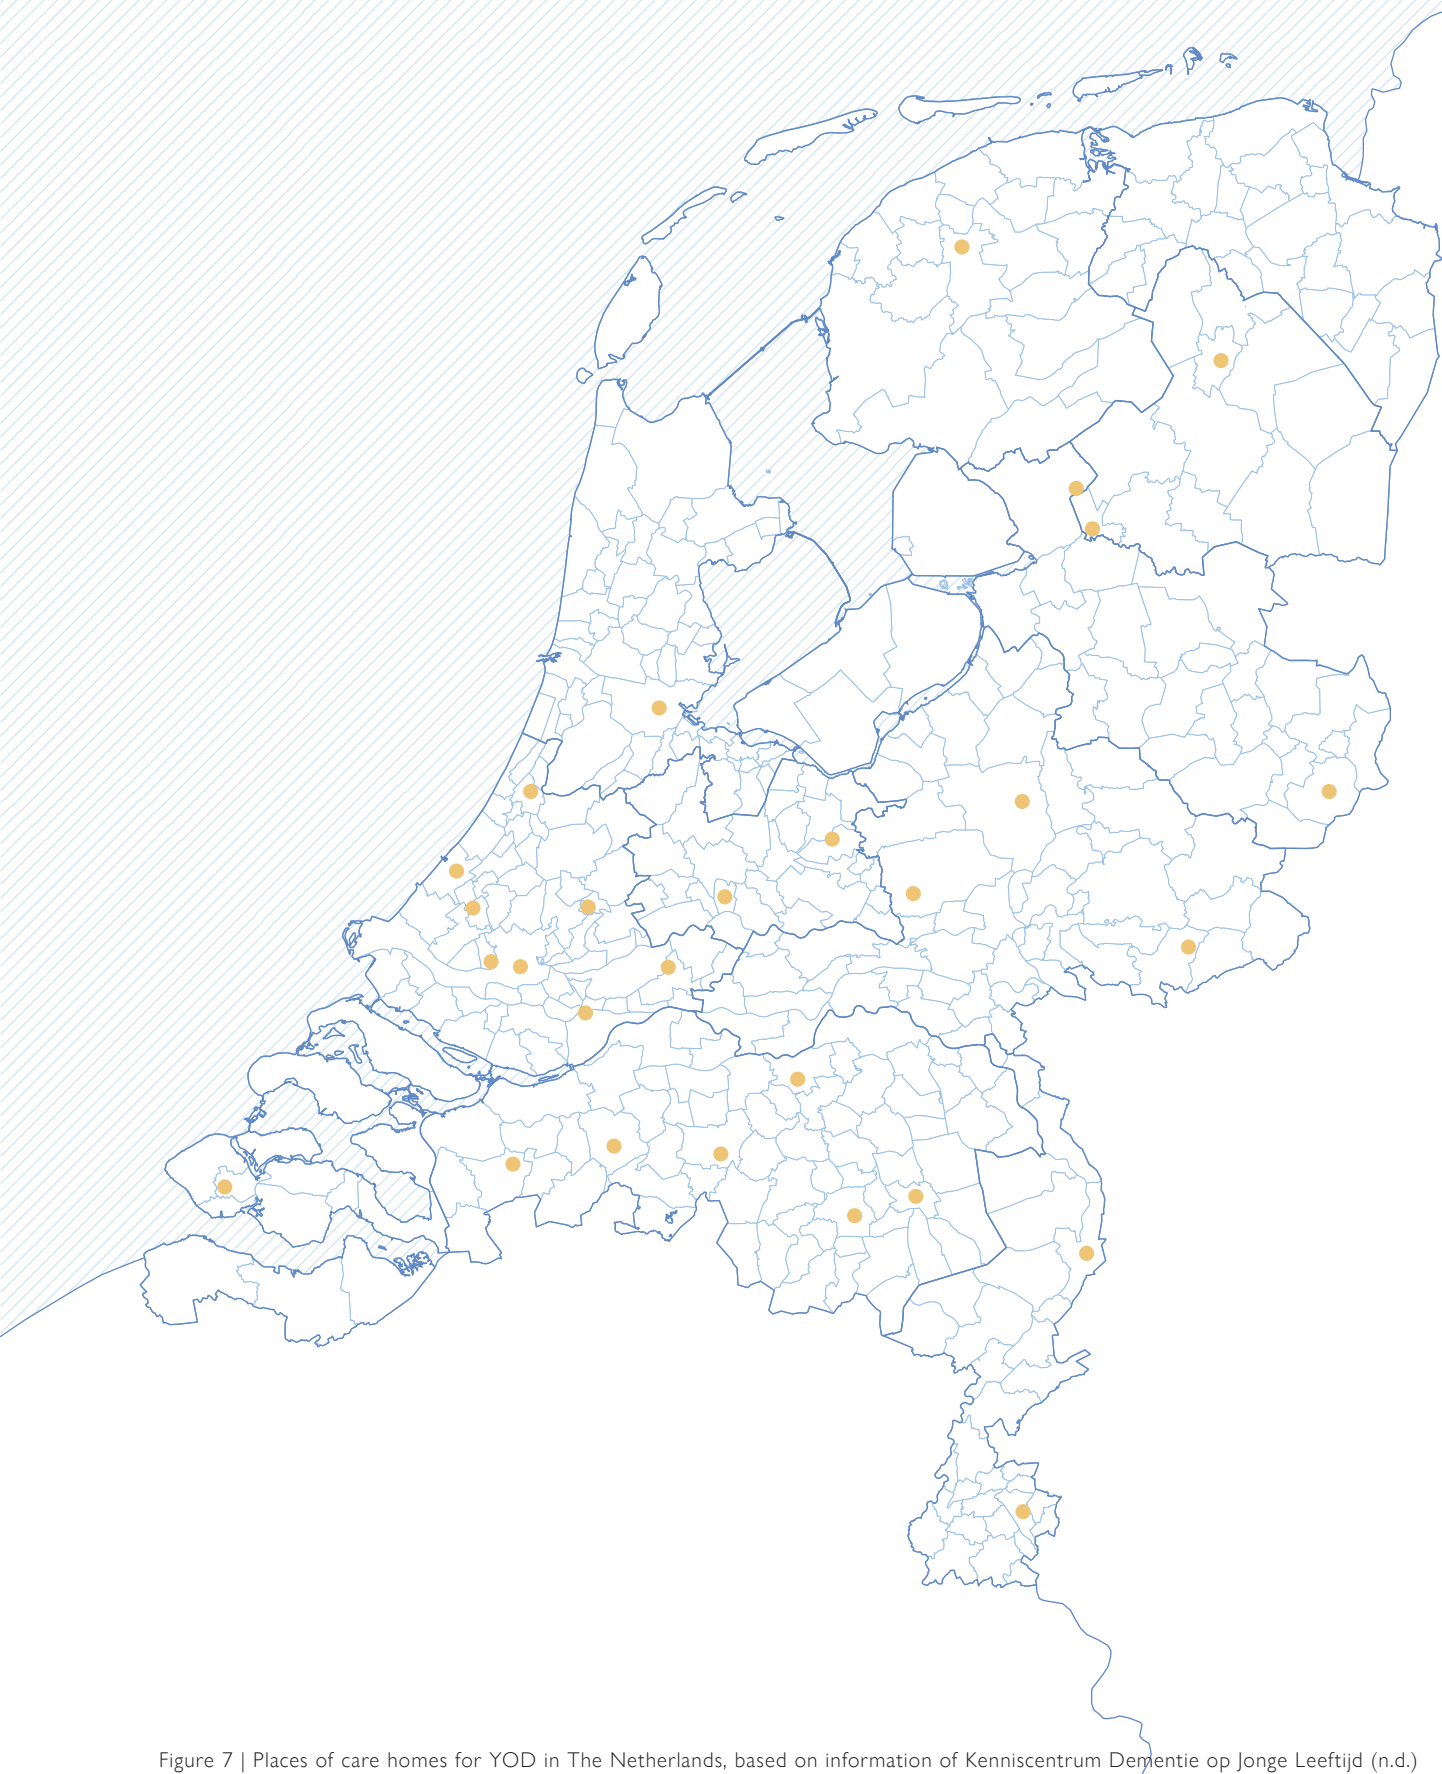 Figure 7 | Places of care homes for YOD in The Netherlands, based on information of Kenniscentrum Dementie op Jonge Leeftijd (n.d.)